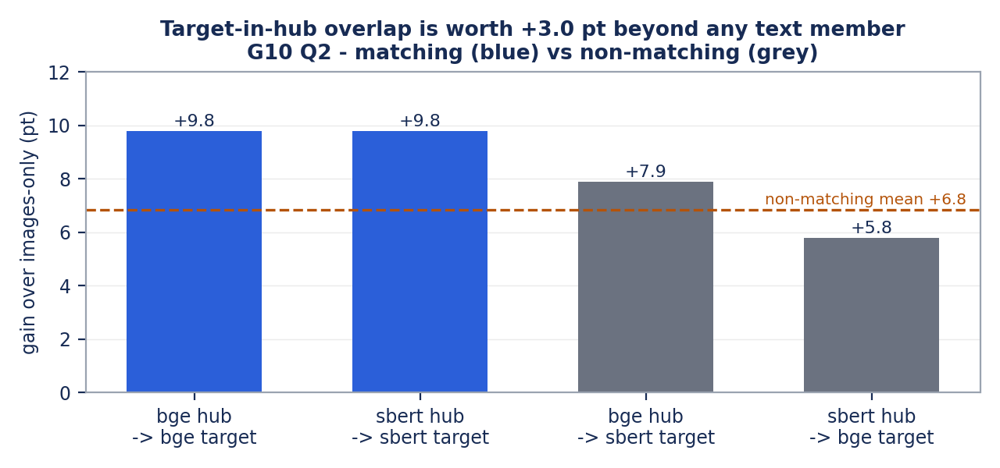 Target-in-hub overlap is worth +3.0 pt beyond any text member
G10 Q2 - matching (blue) vs non-matching (grey)
gain over images-only (pt)
12
10
8
6
4
2
0
+9.8
+9.8
+7.9
non-matching mean +6.8
+5.8
bge hub
-> bge target
sbert hub
-> sbert target
bge hub
-> sbert target
sbert hub
-> bge target